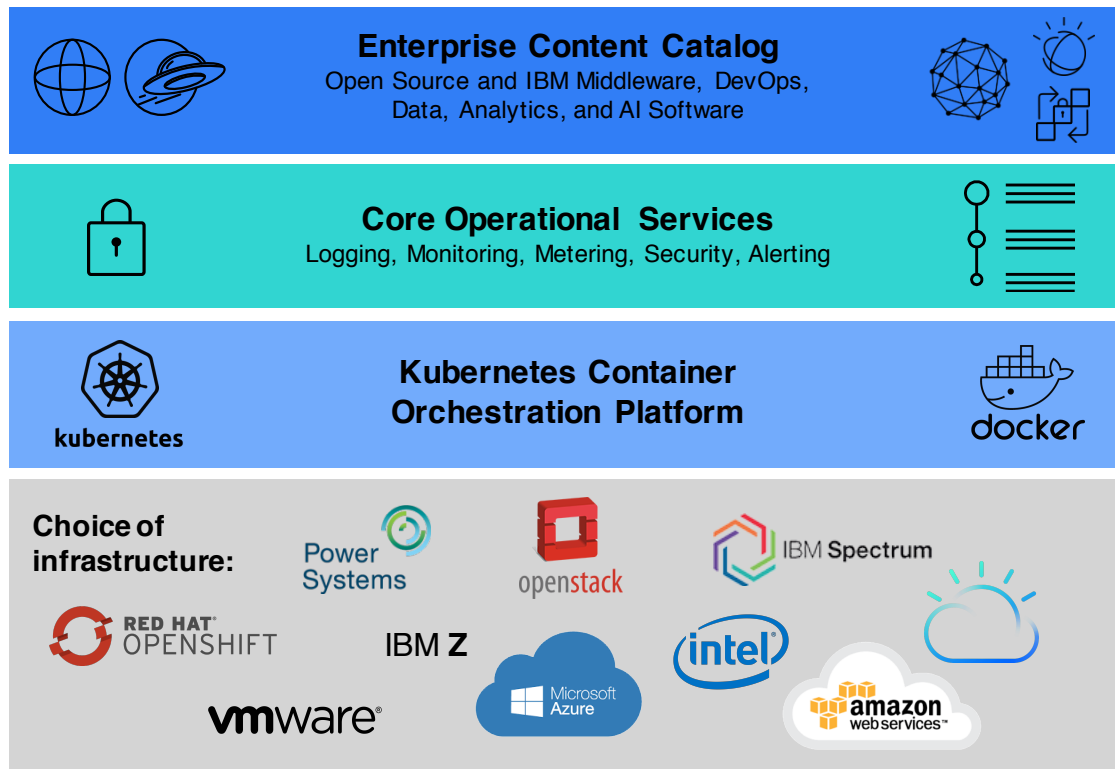 Enterprise Content Catalog
Open Source and IBM Middleware, DevOps,
Data, Analytics, and AI Software
Core Operational Services
Logging, Monitoring, Metering, Security, Alerting
kubernetes
Kubernetes Container
Orchestration Platform
docker
Choice of
infrastructure:
Power
Systems
openstack
IBM Spectrum
RED HAT®
OPENSHIFT
IBM Z
intel®
vmware®
Microsoft
Azure
amazon
web services™